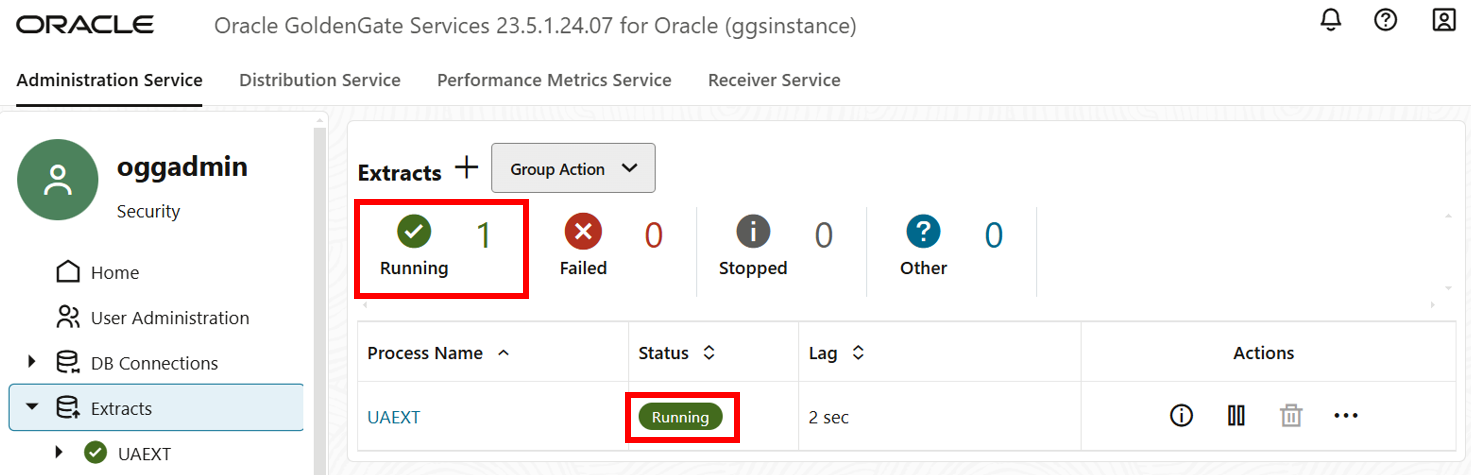 ORACLE Oracle GoldenGate Services 23.5.1.24.07 for Oracle (ggsinstance)
Administration Service Distribution Service Performance Metrics Service Receiver Service
oggadmin
Security
Home
User Administration
DB Connections
Extracts
UAEXT
Extracts Group Action
1 0 0 0
Running Failed Stopped Other
Process Name Status Lag Actions
UAEXT Running 2 sec